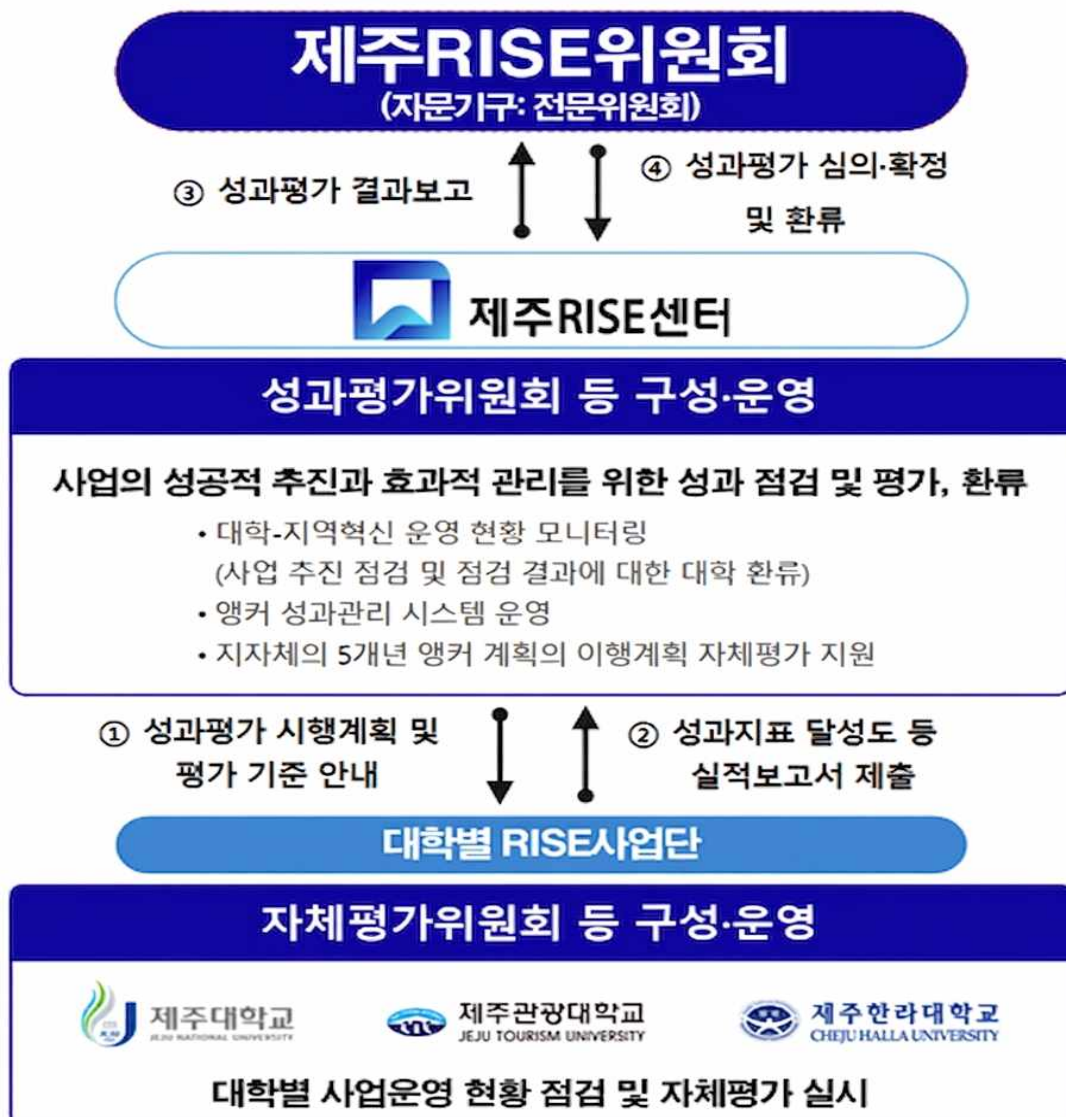 제주RISE위원회
(자문기구: 전문위원회)
③ 성과평가 결과보고
④ 성과평가 심의·확정
및 환류
제주RISE센터
성과평가위원회 등 구성·운영
사업의 성공적 추진과 효과적 관리를 위한 성과 점검 및 평가, 환류
• 대학-지역혁신 운영 현황 모니터링
(사업 추진 점검 및 점검 결과에 대한 대학 환류)
• 앵커 성과관리 시스템 운영
• 지자체의 5개년 앵커 계획의 이행계획 자체평가 지원
① 성과평가 시행계획 및
평가 기준 안내
② 성과지표 달성도 등
실적보고서 제출
대학별 RISE사업단
자체평가위원회 등 구성·운영
제주대학교
JEJU NATIONAL UNIVERSITY
제주관광대학교
JEJU TOURISM UNIVERSITY
제주한라대학교
CHEJU HALLA UNIVERSITY
대학별 사업운영 현황 점검 및 자체평가 실시